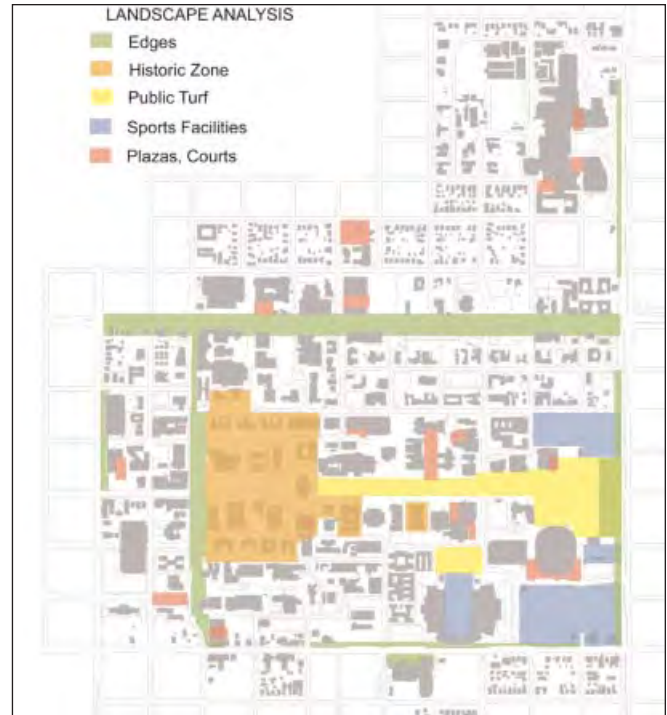 LANDSCAPE ANALYSIS
Edges
Historic Zone
Public Turf
Sports Facilities
Plazas, Courts